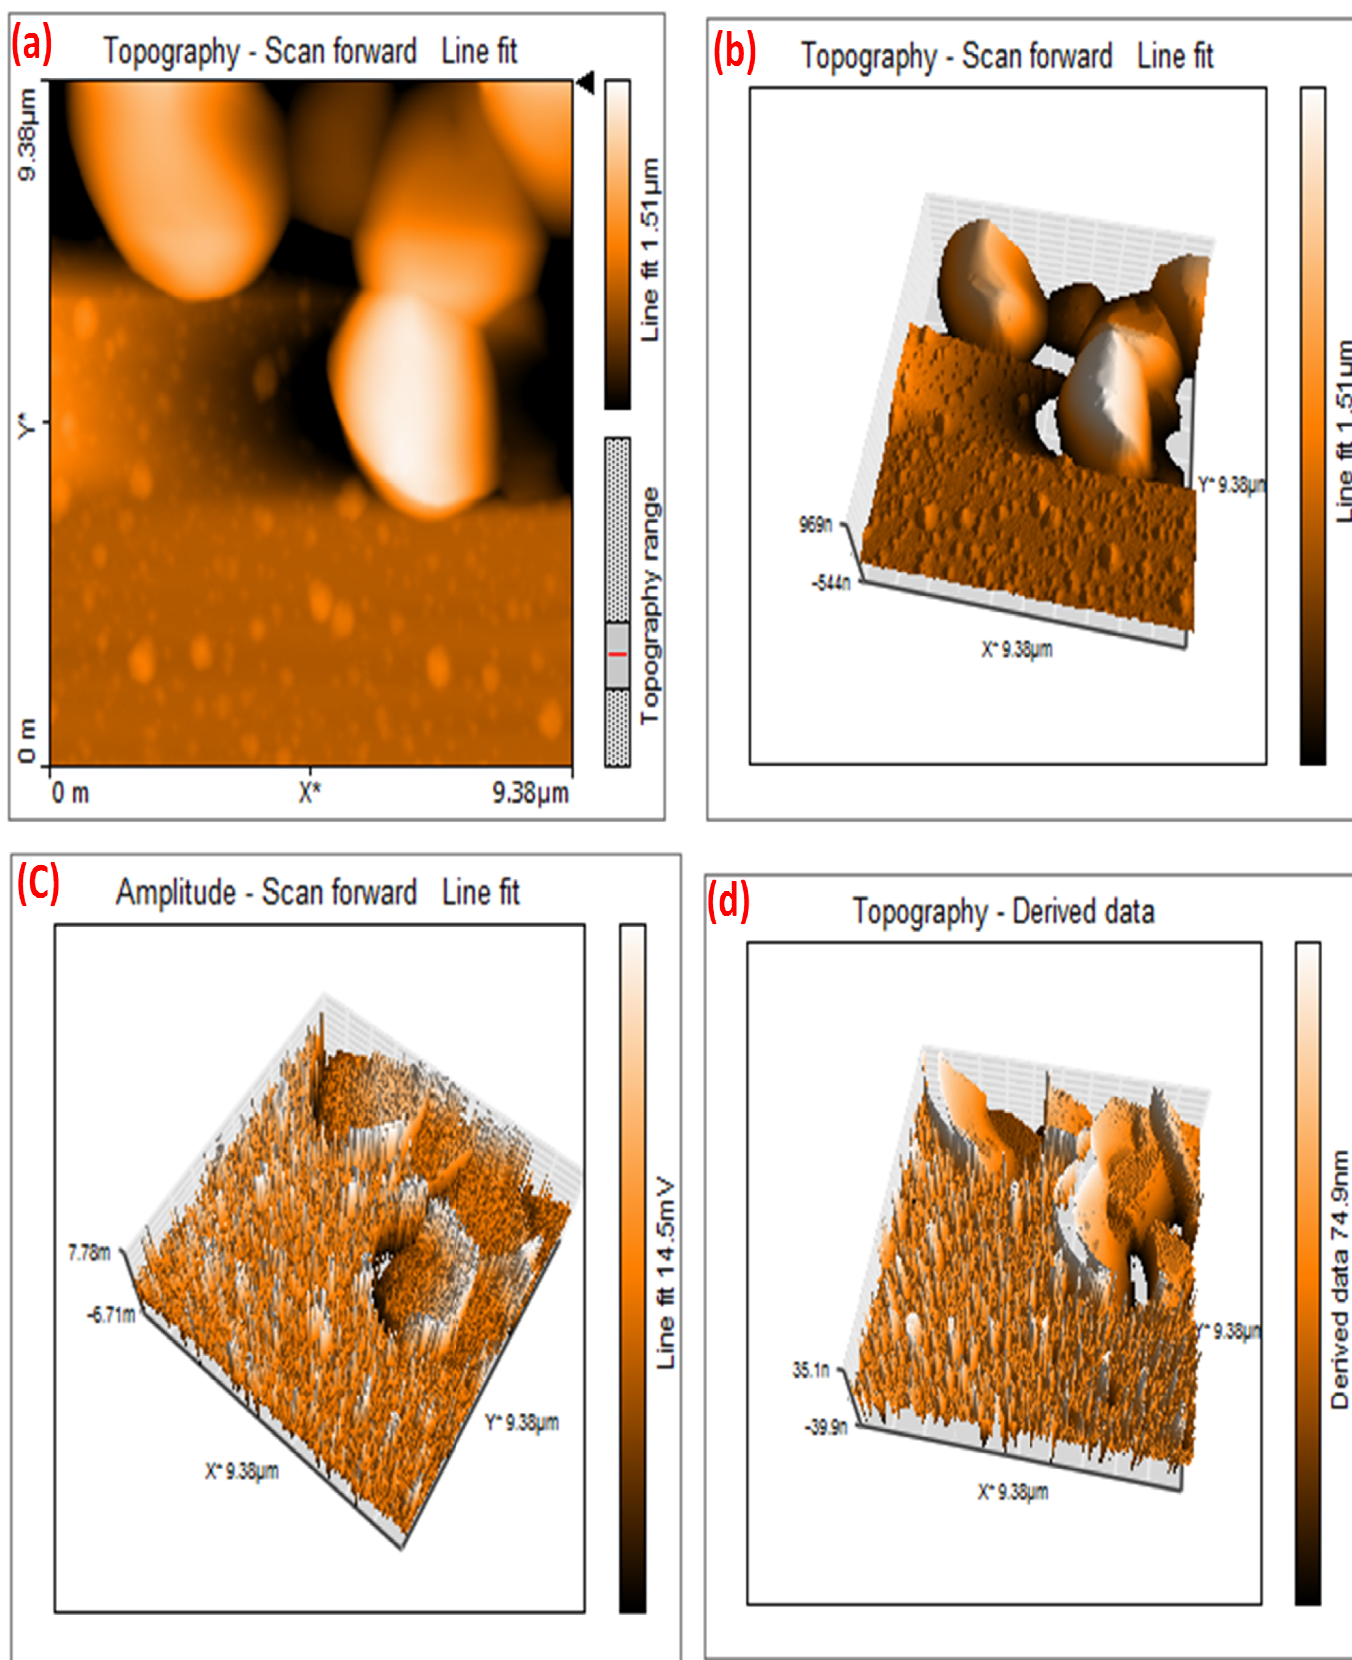 (a)
Topography - Scan forward Line fit
9.38µm
Y*
0 m
0 m X* 9.38µm
Line fit 1.51µm
Topography range
(b)
Topography - Scan forward Line fit
Line fit 1.51µm
Y* 9.38µm
969n
-544n
X* 9.38µm
(C)
Amplitude - Scan forward Line fit
Line fit 14.5mV
7.78m
-6.71m
Y* 9.38µm
X* 9.38µm
(d)
Topography - Derived data
Derived data 74.9nm
Y* 9.38µm
35.1n
-39.9n
X* 9.38µm